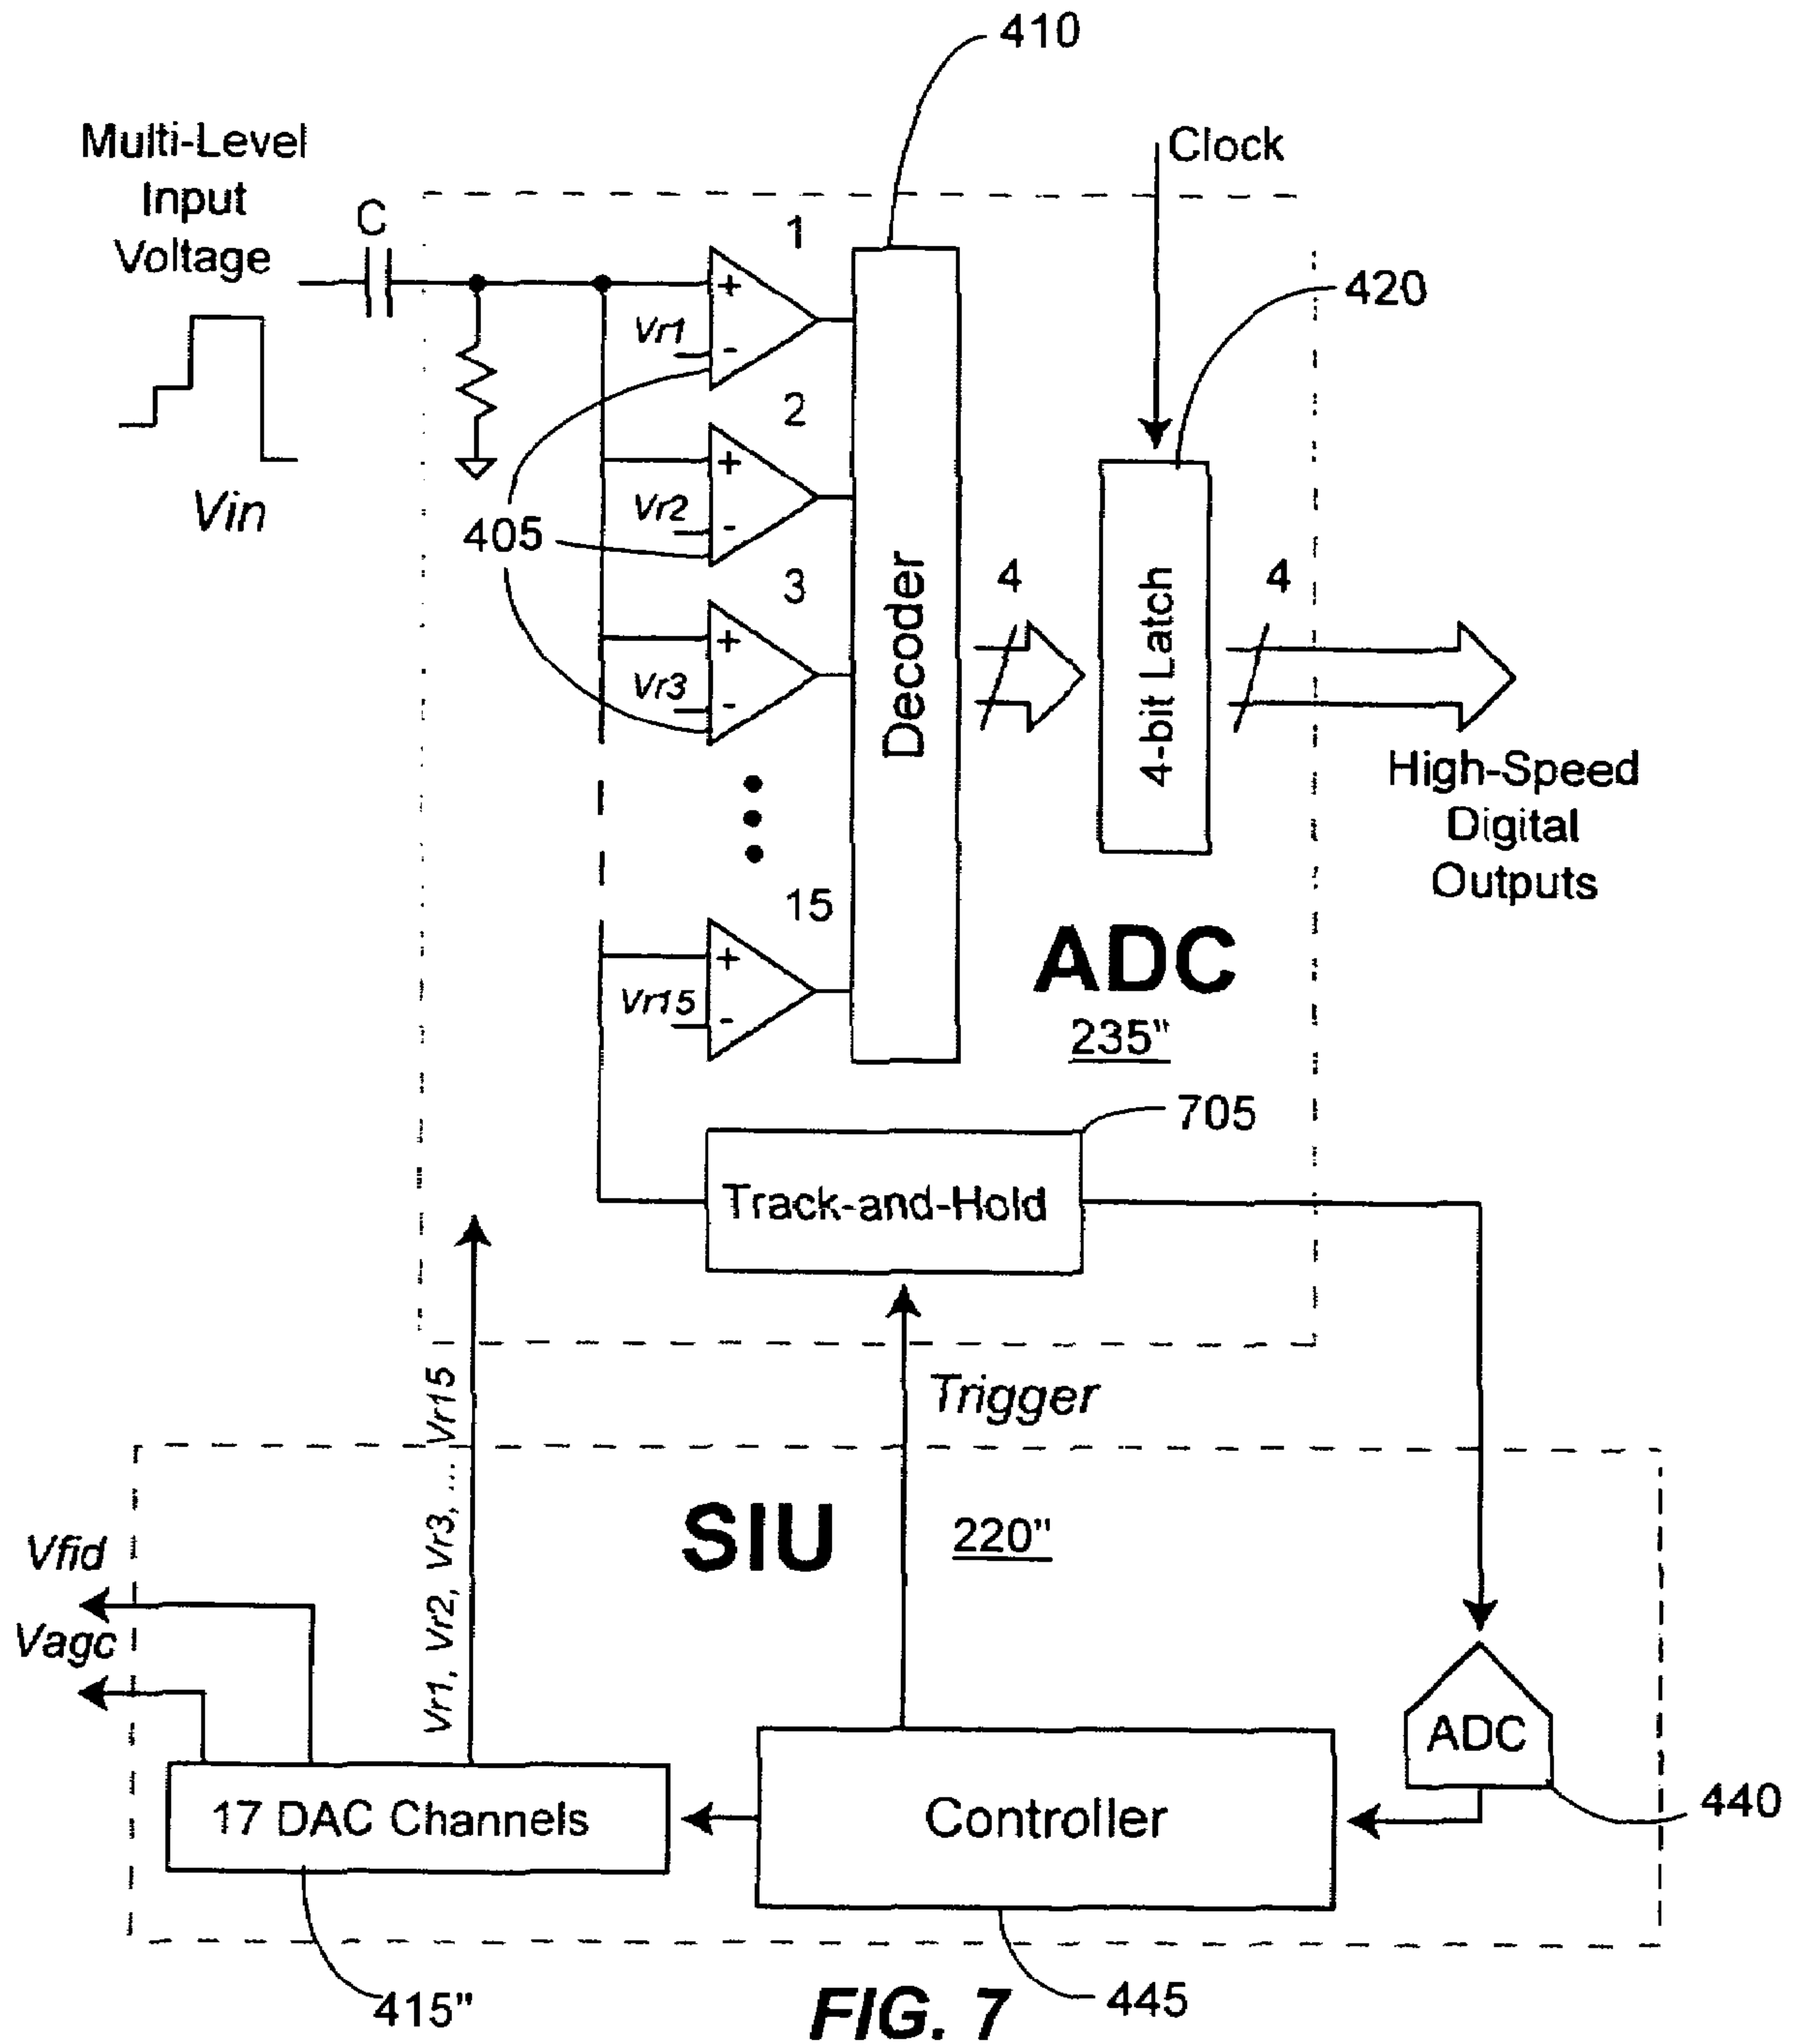 410
Multi-Level
Input
Voltage
C
Clock
1
+
Vr1
-
420
2
+
Vr2
-
Vin
405
3
+
Vr3
-
Decoder
4
4-bit Latch
4
High-Speed
Digital
Outputs
15
+
Vr15
-
ADC
235"
705
Track-and-Hold
Trigger
Vr1, Vr2, Vr3, ... Vr15
SIU
220"
Vfid
Vagc
ADC
440
17 DAC Channels
Controller
415"
445
FIG. 7